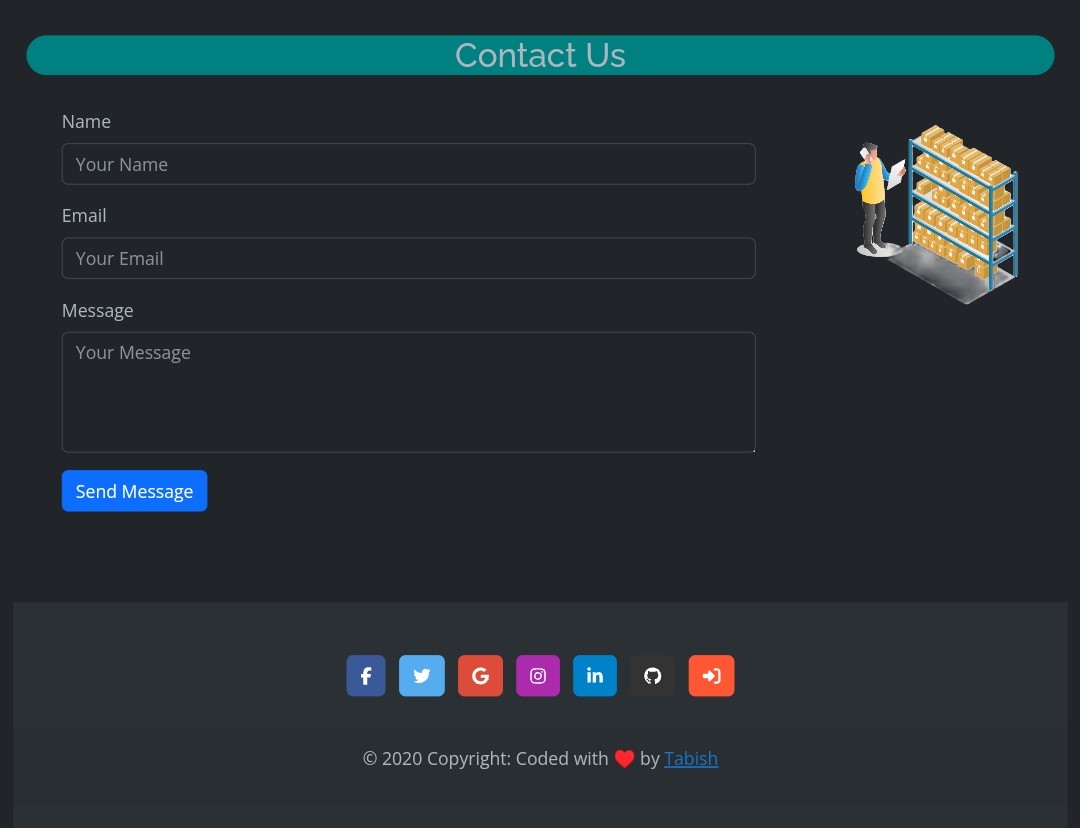 Contact Us
Name
Your Name
Email
Your Email
Message
Your Message
Send Message
© 2020 Copyright: Coded with ❤️ by Tabish